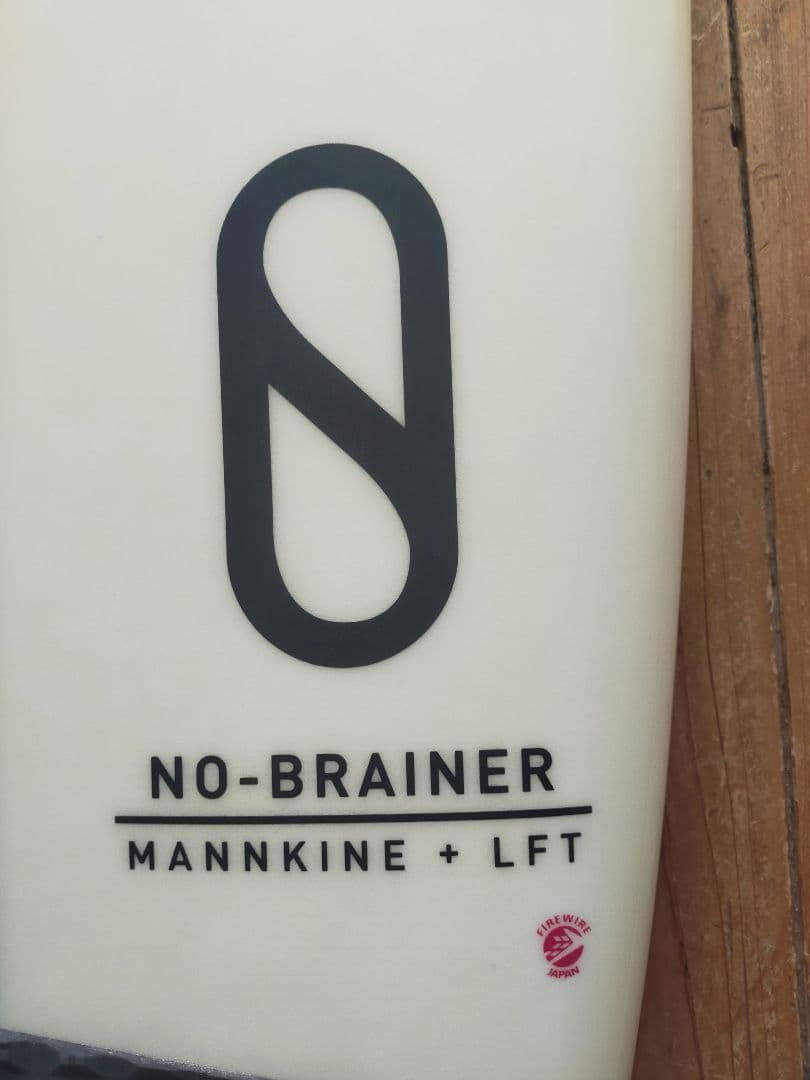 NO-BRAINER
MANNKINE + LFT
FIREWIRE
JAPAN